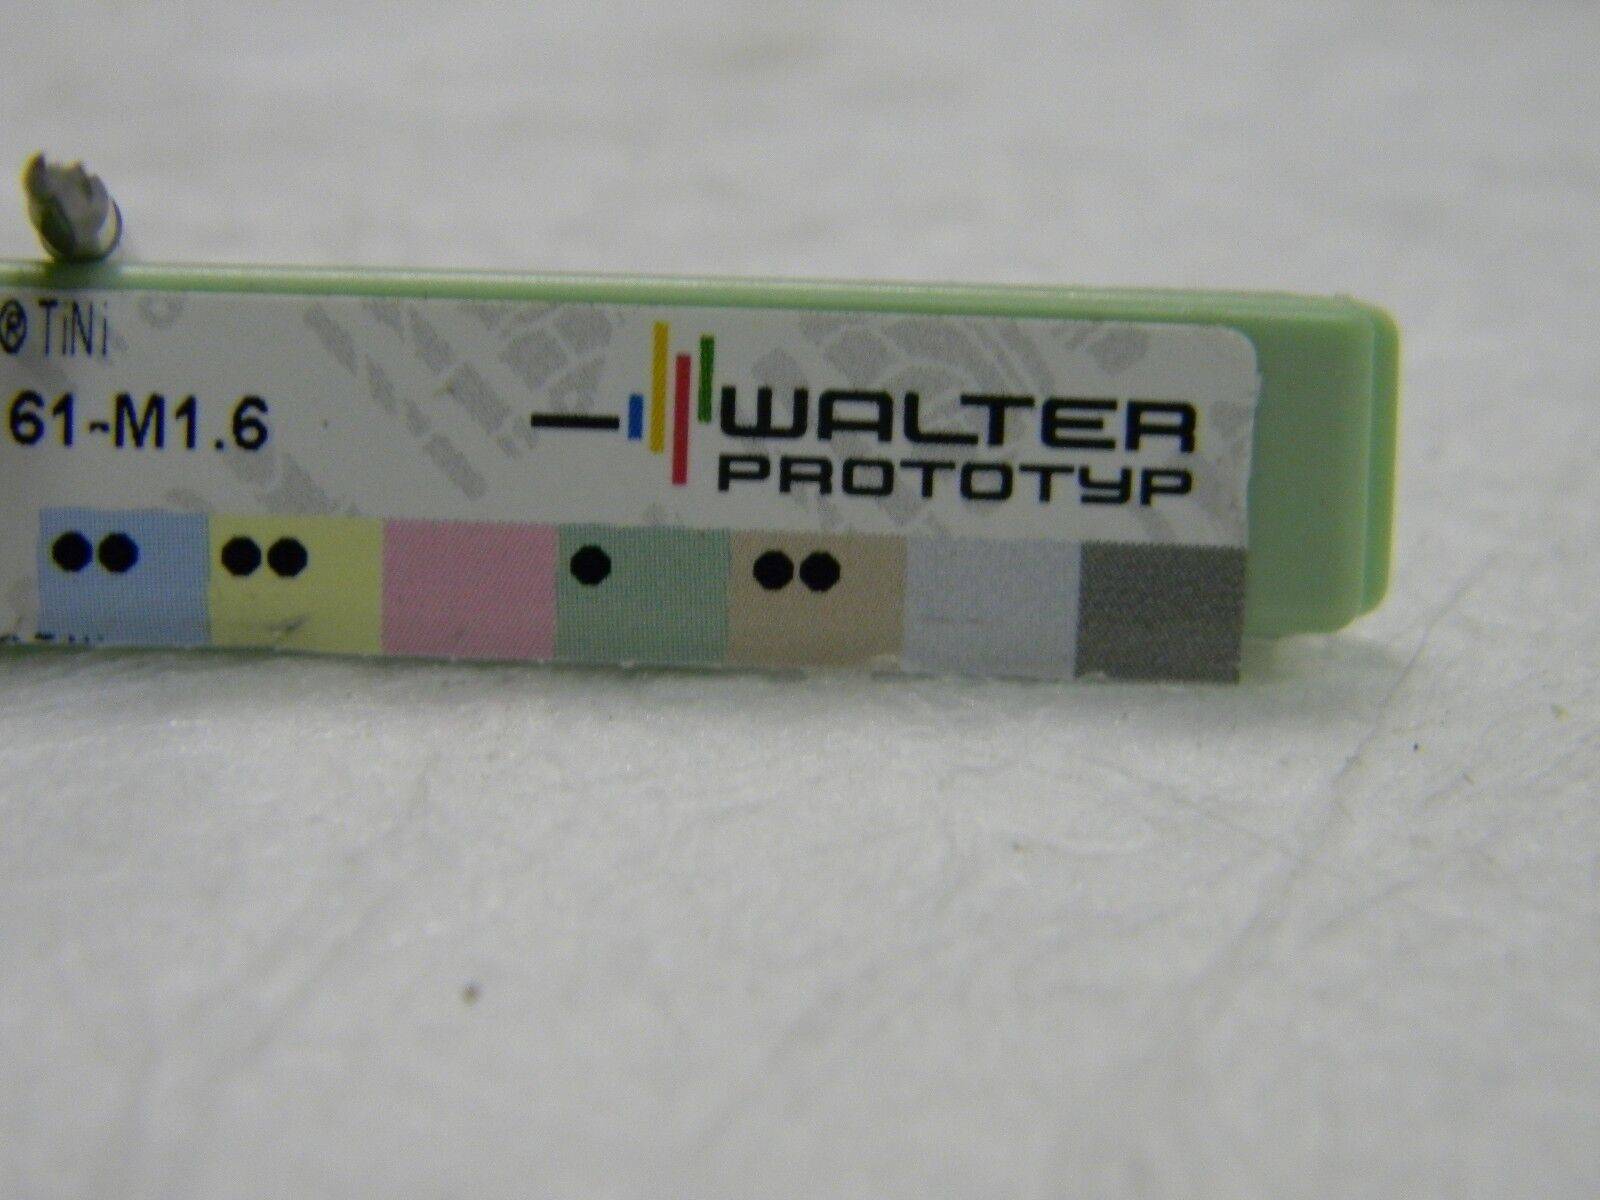 ® TiNi
61-M1.6
WALTER
PROTOTYP